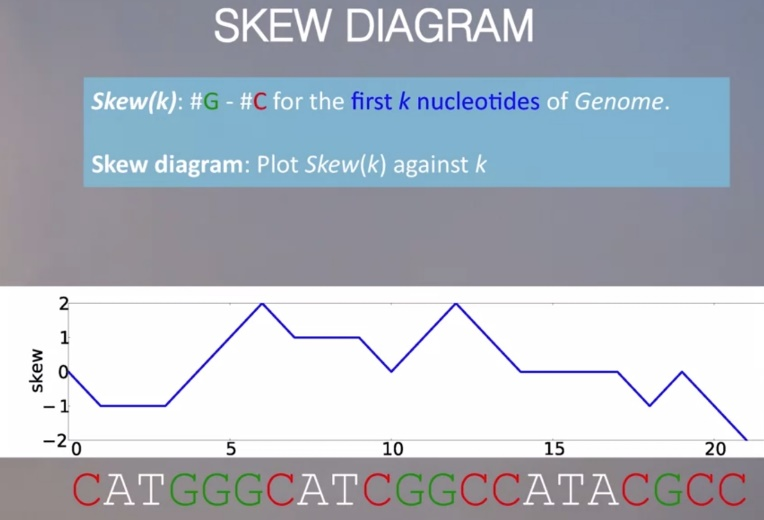 SKEW DIAGRAM
Skew(k): #G - #C for the first k nucleotides of Genome.
Skew diagram: Plot Skew(k) against k
2
1
0
−1
−2
skew
0 5 10 15 20
CATGGGCATCGGCCATACGCC